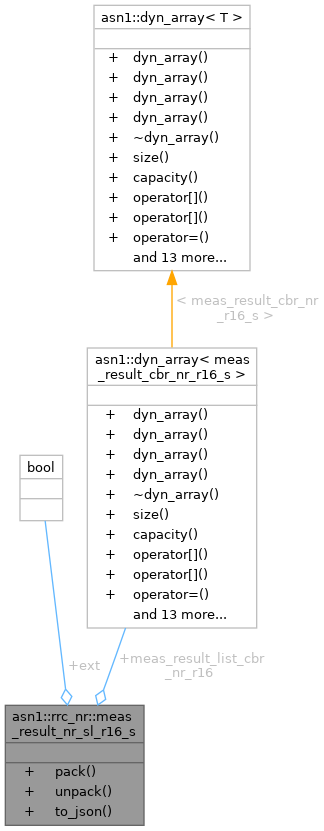 asn1::dyn_array< T >
+ dyn_array()
+ dyn_array()
+ dyn_array()
+ dyn_array()
+ ~dyn_array()
+ size()
+ capacity()
+ operator[]()
+ operator[]()
+ operator=()
and 13 more...
< meas_result_cbr_nr
_r16_s >
asn1::dyn_array< meas
_result_cbr_nr_r16_s >
+ dyn_array()
+ dyn_array()
+ dyn_array()
+ dyn_array()
+ ~dyn_array()
+ size()
+ capacity()
+ operator[]()
+ operator[]()
+ operator=()
and 13 more...
bool
+ext
+meas_result_list_cbr
_nr_r16
asn1::rrc_nr::meas
_result_nr_sl_r16_s
+ pack()
+ unpack()
+ to_json()